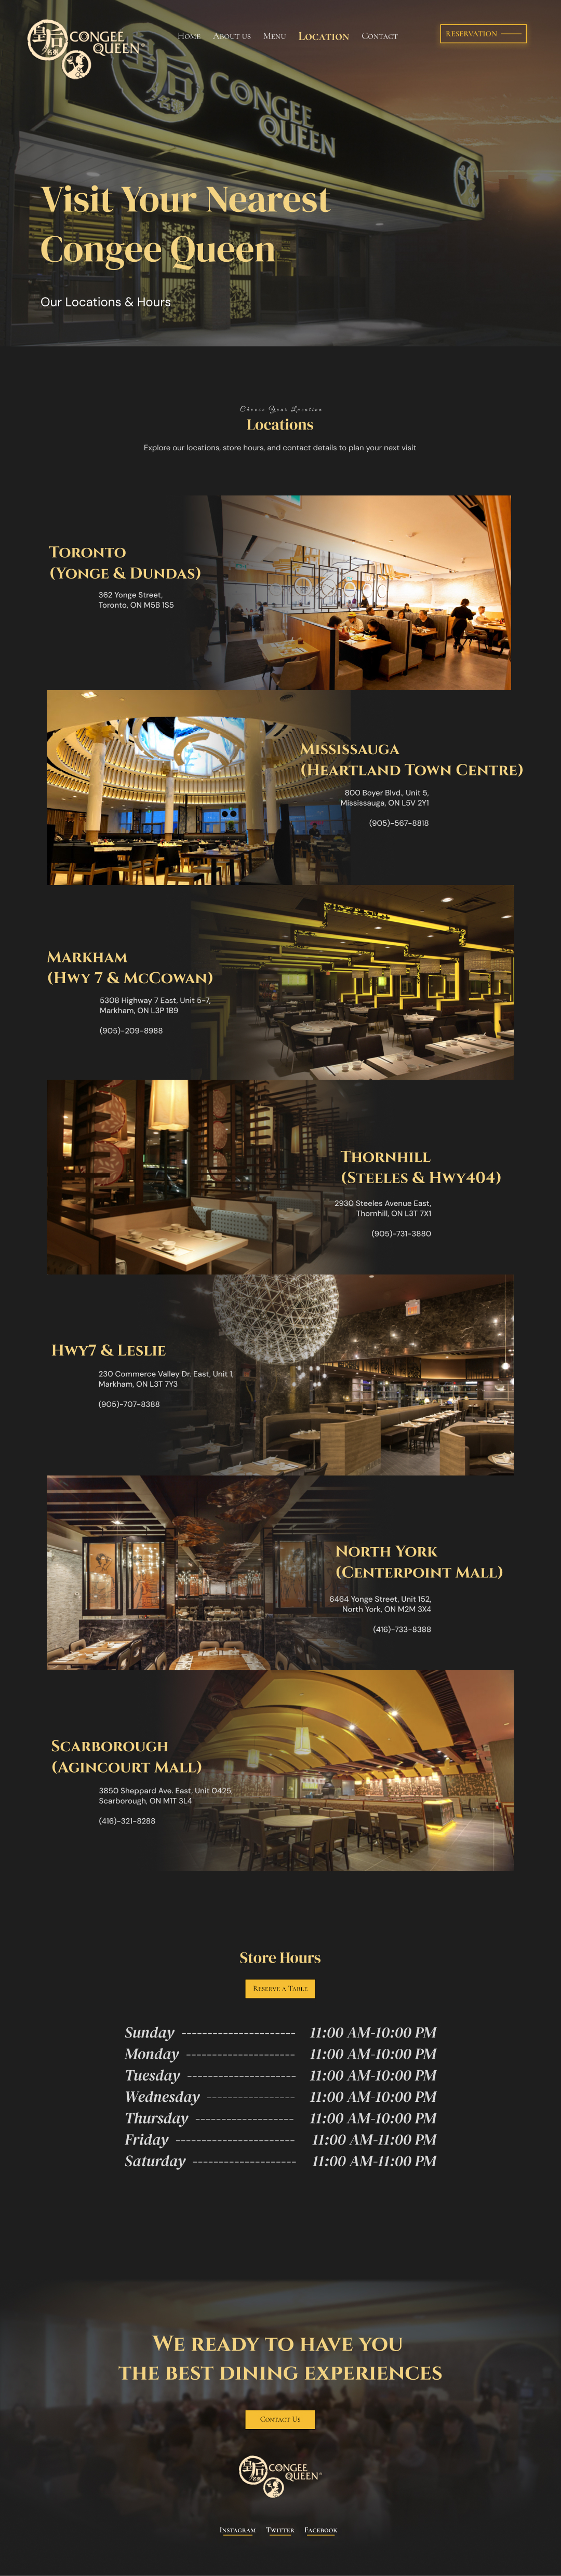 皇后
名粥
CONGEE
QUEEN
Home About us Menu Location Contact
RESERVATION
CONGEE
QUEEN
Visit Your Nearest
Congee Queen
Our Locations & Hours
Choose Your Location
Locations
Explore our locations, store hours, and contact details to plan your next visit
Toronto
(Yonge & Dundas)
362 Yonge Street,
Toronto, ON M5B 1S5
Mississauga
(Heartland Town Centre)
800 Boyer Blvd., Unit 5,
Mississauga, ON L5V 2Y1
(905)-567-8818
Markham
(Hwy 7 & McCowan)
5308 Highway 7 East, Unit 5-7,
Markham, ON L3P 1B9
(905)-209-8988
Thornhill
(Steeles & Hwy404)
2930 Steeles Avenue East,
Thornhill, ON L3T 7X1
(905)-731-3880
Hwy7 & Leslie
230 Commerce Valley Dr. East, Unit 1,
Markham, ON L3T 7Y3
(905)-707-8388
North York
(Centerpoint Mall)
6464 Yonge Street, Unit 152,
North York, ON M2M 3X4
(416)-733-8388
Scarborough
(Agincourt Mall)
3850 Sheppard Ave. East, Unit 0425,
Scarborough, ON M1T 3L4
(416)-321-8288
Store Hours
Reserve a Table
Sunday ---------------------- 11:00 AM-10:00 PM
Monday --------------------- 11:00 AM-10:00 PM
Tuesday --------------------- 11:00 AM-10:00 PM
Wednesday ----------------- 11:00 AM-10:00 PM
Thursday ------------------- 11:00 AM-10:00 PM
Friday ----------------------- 11:00 AM-11:00 PM
Saturday -------------------- 11:00 AM-11:00 PM
We ready to have you
the best dining experiences
Contact Us
皇后
名粥
CONGEE
QUEEN®
Instagram Twitter Facebook